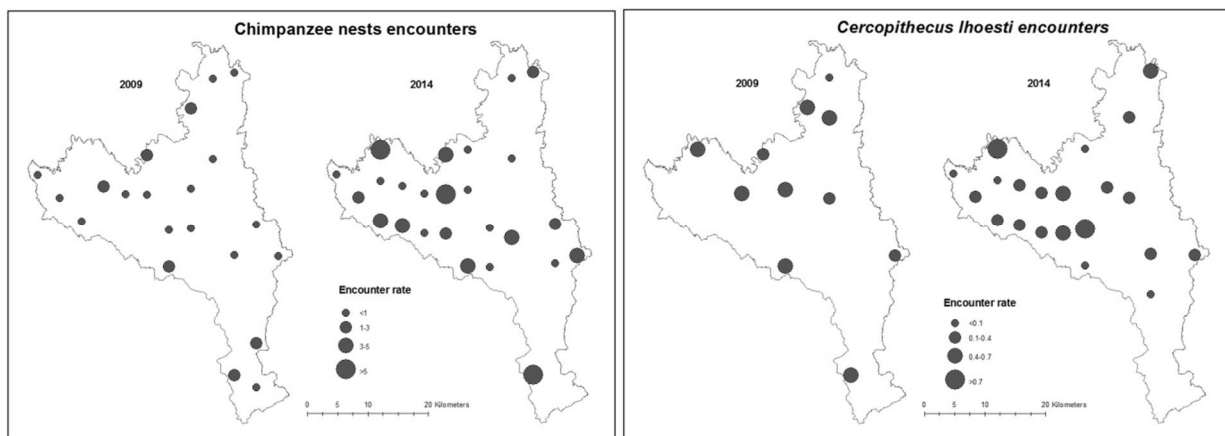 Chimpanzee nests encounters
2009
2014
Encounter rate
<1
1-3
3-5
>5
0 5 10 20 Kilometers
Cercopithecus lhoesti encounters
2009
2014
Encounter rate
<0.1
0.1-0.4
0.4-0.7
>0.7
0 5 10 20 Kilometers